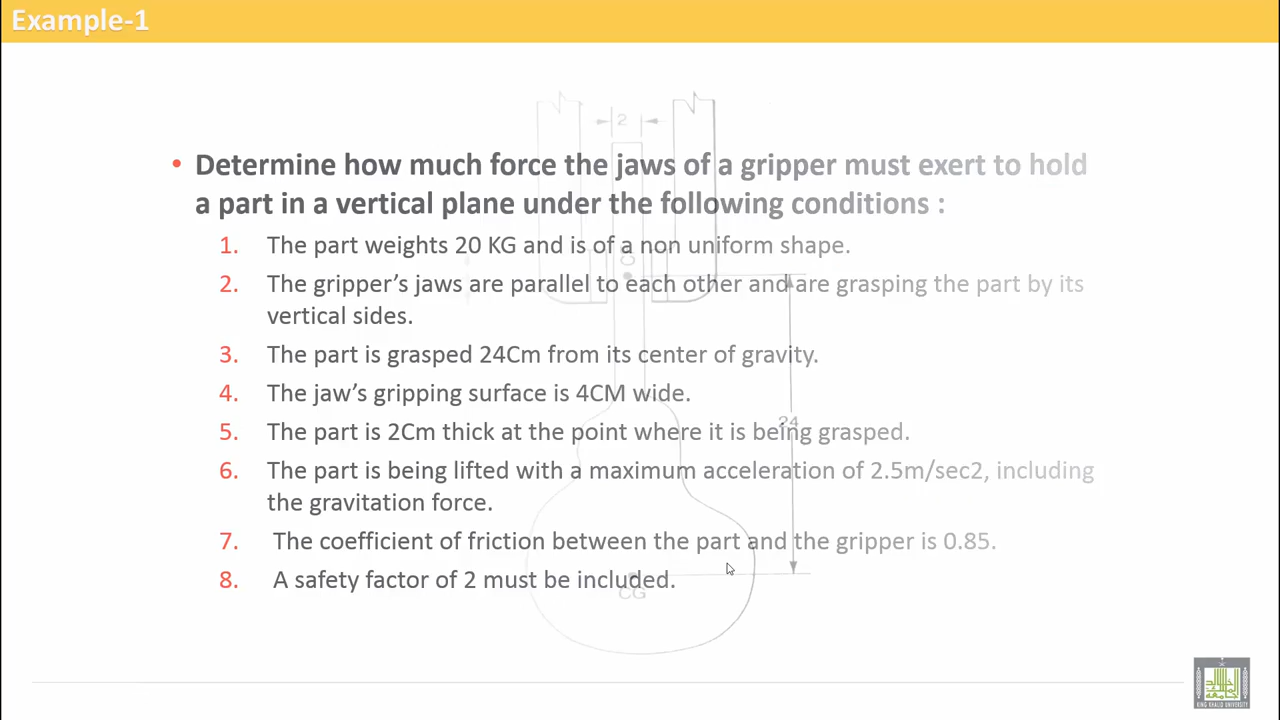 Example-1
2
• Determine how much force the jaws of a gripper must exert to hold
a part in a vertical plane under the following conditions :
1. The part weights 20 KG and is of a non uniform shape.
2. The gripper's jaws are parallel to each other and are grasping the part by its
vertical sides.
3. The part is grasped 24Cm from its center of gravity.
4. The jaw's gripping surface is 4CM wide.
24
5. The part is 2Cm thick at the point where it is being grasped.
6. The part is being lifted with a maximum acceleration of 2.5m/sec2, including
the gravitation force.
7. The coefficient of friction between the part and the gripper is 0.85.
8. A safety factor of 2 must be included.
CG
KING KHALID UNIVERSITY